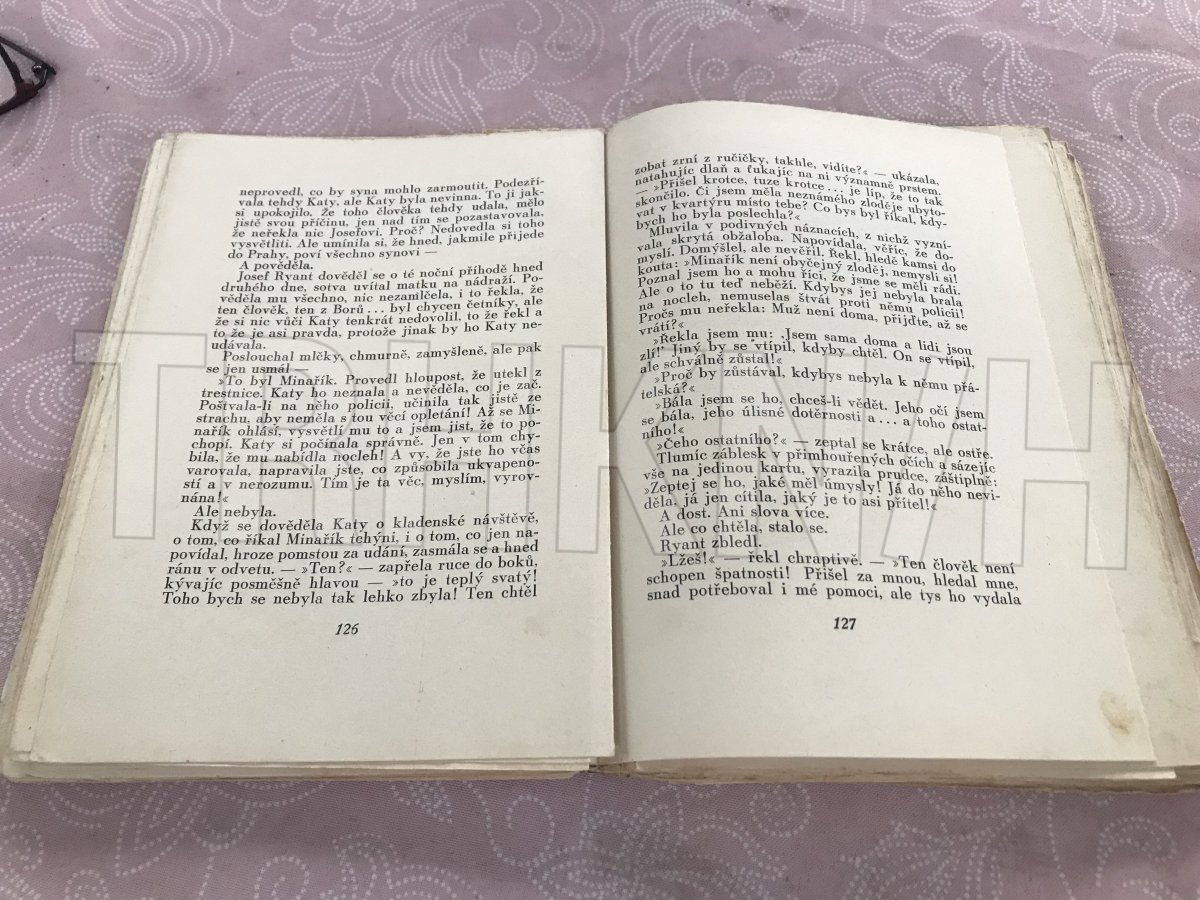 neprovedl, co by syna mohlo zarmoutit. Podezří-
vala tehdy Katy, ale Katy byla nevinna. To ji jak-
si upokojilo. Že toho člověka tehdy udala, mělo
jistě svou příčinu, jen nad tím se pozastavovala,
že neřekla nic Josefovi. Proč? Nedovedla si toho
vysvětliti. Ale umínila si, že hned, jakmile přijede
do Prahy, poví všechno synovi —
A pověděla.
Josef Ryant dověděl se o té noční příhodě hned
druhého dne, sotva uvítal matku na nádraží. Po-
věděla mu všechno, nic nezamlčela, i to řekla, že
ten člověk, ten z Borů... byl chycen četníky, ale
že si nic vůči Katy tenkrát nedovolil, to že řekl a
to že je asi pravda, protože jinak by ho Katy ne-
udávala.
Poslouchal mlčky, chmurně, zamyšleně, ale pak
se jen usmál —
»To byl Minařík. Provedl hloupost, že utekl z
trestnice. Katy ho neznala a nevěděla, co je zač.
Poštvala-li na něho policii, učinila tak jistě ze
strachu, aby neměla s tou věcí opletání! Až se Mi-
nařík ohlásí, vysvětlí mu to a jsem jist, že to po-
chopí. Katy si počínala správně. Jen v tom chy-
bila, že mu nabídla nocleh! A vy, že jste ho včas
varovala, napravila jste, co způsobila ukvapeno-
stí a v nerozumu. Tím je ta věc, myslím, vyrov-
nána!«
Ale nebyla.
Když se dověděla Katy o kladenské návštěvě,
o tom, co říkal Minařík tchýni, i o tom, co jen na-
povídal, hroze pomstou za udání, zasmála se a hned
ránu v odvetu. — »Ten?« — zapřela ruce do boků,
kývajíc posměšně hlavou — »to je teplý svatý!
Toho bych se nebyla tak lehko zbyla! Ten chtěl
126
zobat zrní z ručičky, takhle, vidíte?« — ukázala,
natahujíc dlaň a ťukajíc na ni významně prstem.
— »Přišel krotce, tuze krotce... je líp, že to tak
skončilo. Či jsem měla neznámého zloděje ubyto-
vat v kvartýru místo tebe? Co bys byl říkal, kdy-
bych ho byla poslechla?«
Mluvila v podivných náznacích, z nichž vyzní-
vala skrytá obžaloba. Napovídala, věříc, že do-
myslí. Domýšlel, ale nevěřil. Řekl, hledě kamsi do
kouta: »Minařík není obyčejný zloděj, nemysli si!
Poznal jsem ho a mohu říci, že jsme se měli rádi.
Ale o to tu teď neběží. Kdybys jej nebyla brala
na nocleh, nemuselas štvát proti němu policii!
Pročs mu neřekla: Muž není doma, přijďte, až se
vrátí?«
»Řekla jsem mu: ‚Jsem sama doma a lidi jsou
zlí!' Jiný by se vtípil, kdyby chtěl. On se vtípil,
ale schválně zůstal!«
»Proč by zůstával, kdybys nebyla k němu přá-
telská?«
»Bála jsem se ho, chceš-li vědět. Jeho očí jsem
se bála, jeho úlisné dotěrnosti a... a toho ostat-
ního!«
»Čeho ostatního?« — zeptal se krátce, ale ostře.
Tlumíc záblesk v přimhouřených očích a sázejíc
vše na jedinou kartu, vyrazila prudce, záštiplně:
»Zeptej se ho, jaké měl úmysly! Já do něho nevi-
děla, já jen cítila, jaký je to asi přítel!«
A dost. Ani slova více.
Ale co chtěla, stalo se.
Ryant zbledl.
»Lžeš!« — řekl chraptivě. — »Ten člověk není
schopen špatnosti! Přišel za mnou, hledal mne,
snad potřeboval i mé pomoci, ale tys ho vydala
127
TRIKNIH